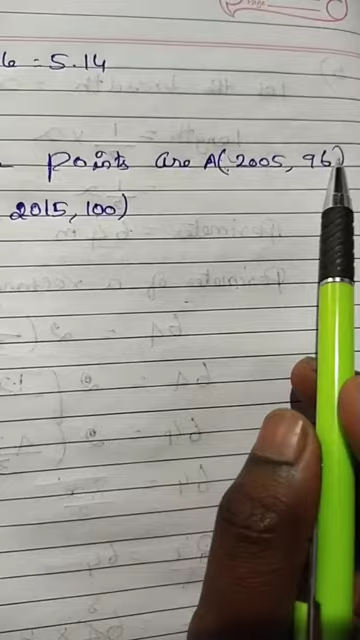 6 = 5.14
points are A(2005, 96)
2015, 100)